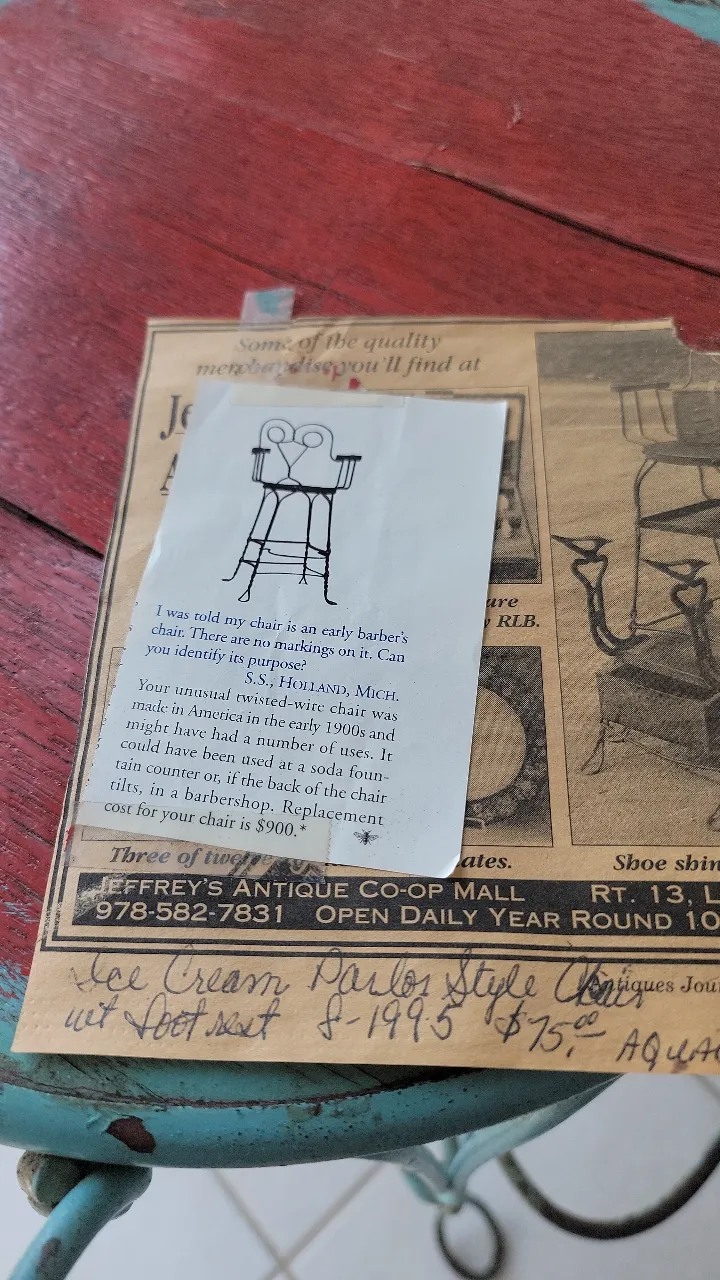 Some of the quality
merchandise you'll find at
Je
A
are
y RLB.
I was told my chair is an early barber's
chair. There are no markings on it. Can
you identify its purpose?
S.S., HOLLAND, MICH.
Your unusual twisted-wire chair was
made in America in the early 1900s and
might have had a number of uses. It
could have been used at a soda foun-
tain counter or, if the back of the chair
tilts, in a barbershop. Replacement
cost for your chair is $900.*
Three of twe
ates.
Shoe shin
JEFFREY'S ANTIQUE CO-OP MALL RT. 13, L
978-582-7831 OPEN DAILY YEAR ROUND 10
Antiques Jou
Ice Cream Parlor Style Chair
wit footrest 8-1995 $75.00
AQUA